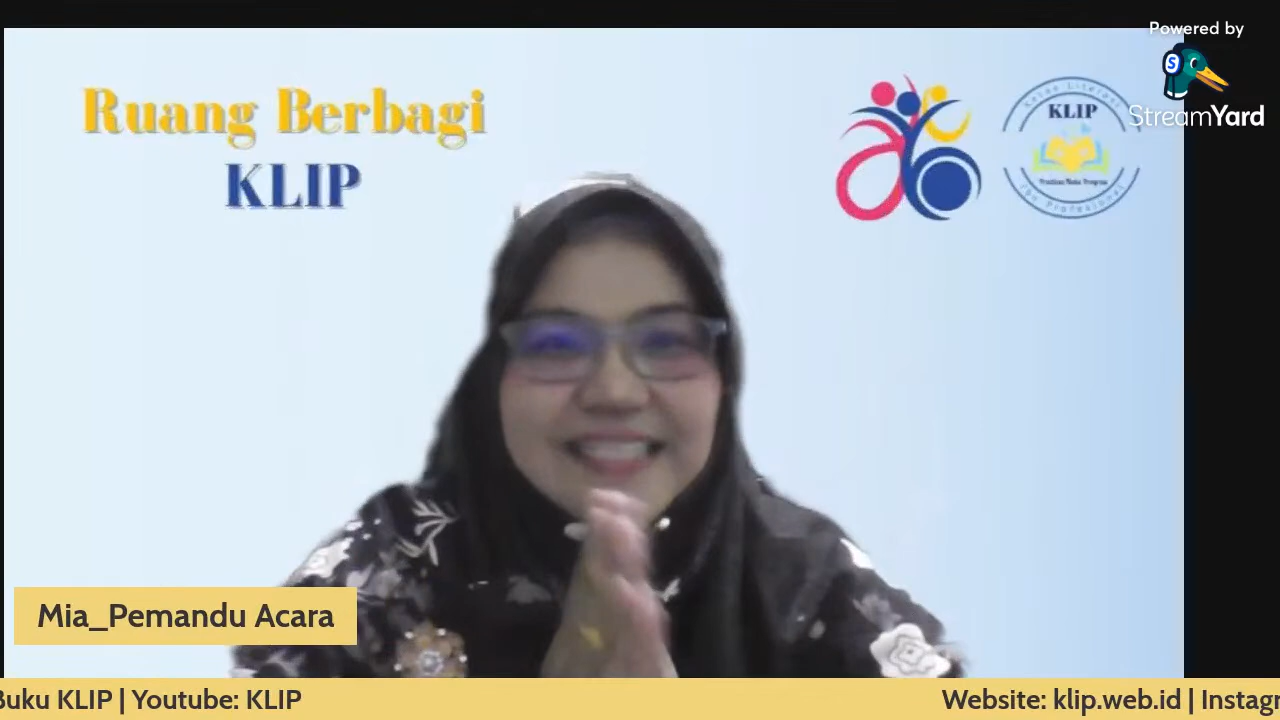 Powered by
StreamYard
Ruang Berbagi
KLIP
KLIP
Mia_Pemandu Acara
Buku KLIP | Youtube: KLIP
Website: klip.web.id | Instagr